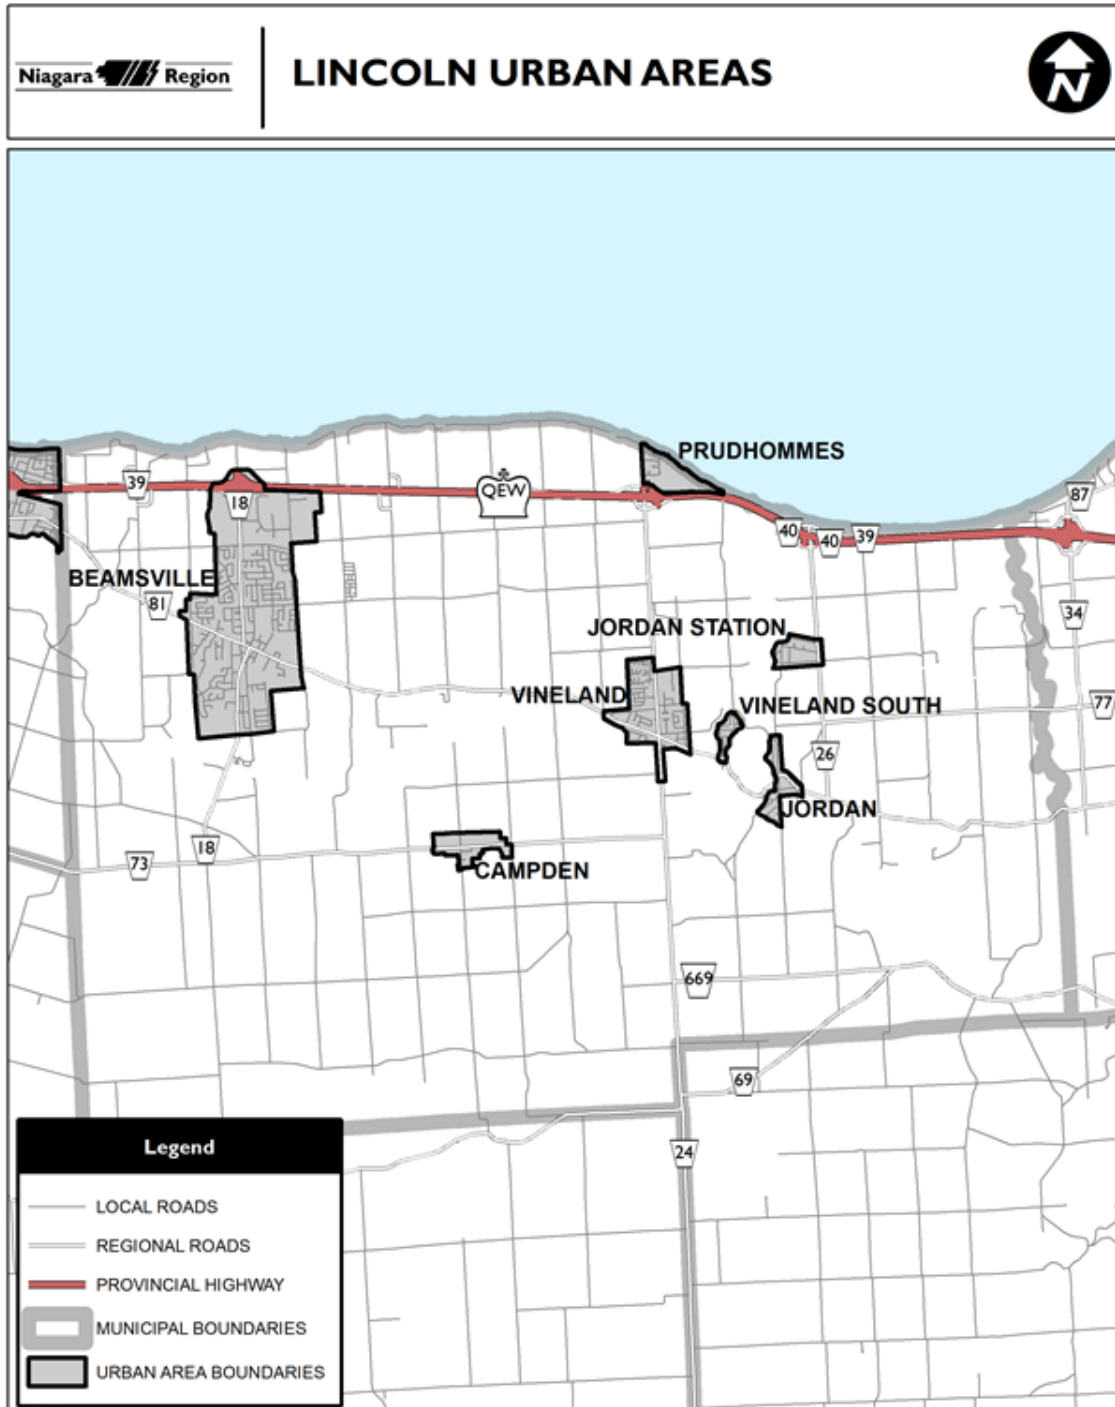 Niagara Region
LINCOLN URBAN AREAS
N
PRUDHOMMES
39
QEW
87
18
40
40
39
BEAMSVILLE
81
34
JORDAN STATION
VINELAND
VINELAND SOUTH
77
26
JORDAN
18
73
CAMPDEN
669
69
24
Legend
LOCAL ROADS
REGIONAL ROADS
PROVINCIAL HIGHWAY
MUNICIPAL BOUNDARIES
URBAN AREA BOUNDARIES